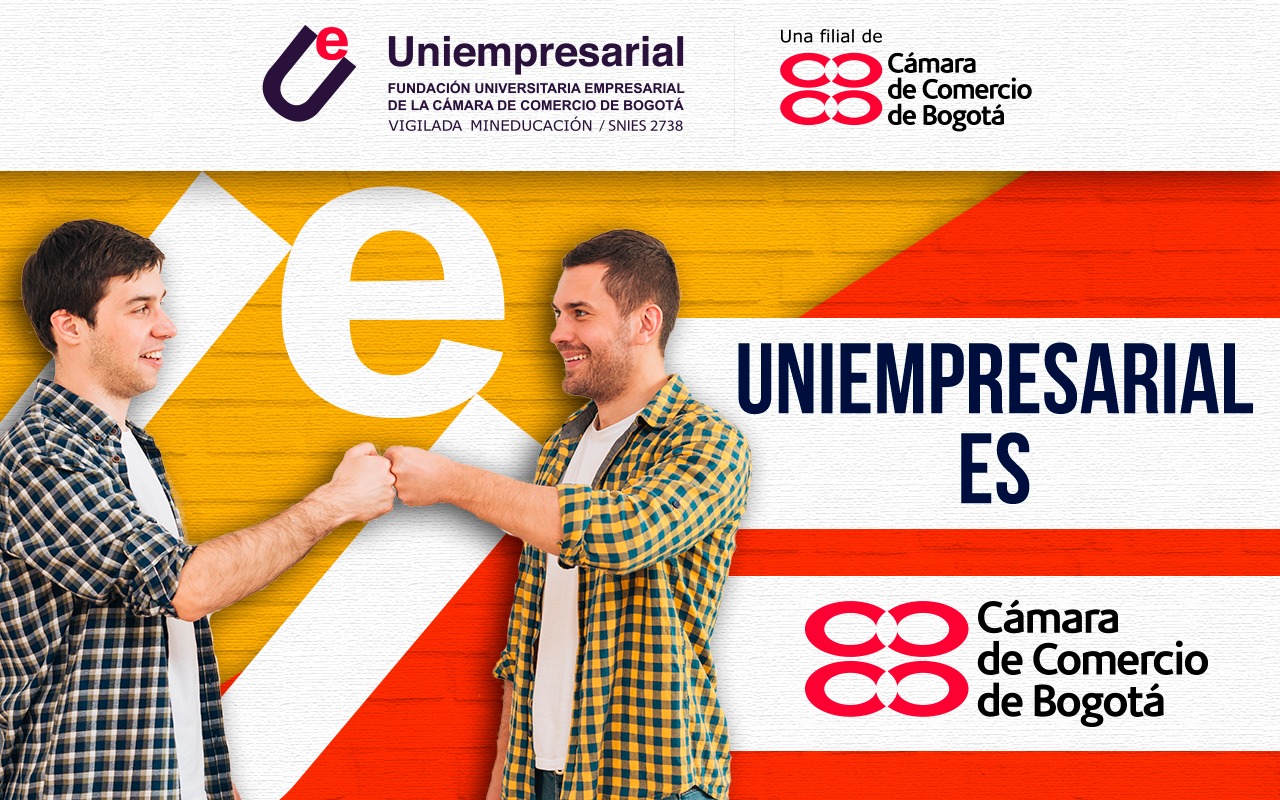 Ue
Uniempresarial
FUNDACIÓN UNIVERSITARIA EMPRESARIAL
DE LA CÁMARA DE COMERCIO DE BOGOTÁ
VIGILADA MINEDUCACIÓN / SNIES 2738
Una filial de
Cámara
de Comercio
de Bogotá
e
UNIEMPRESARIAL
ES
Cámara
de Comercio
de Bogotá